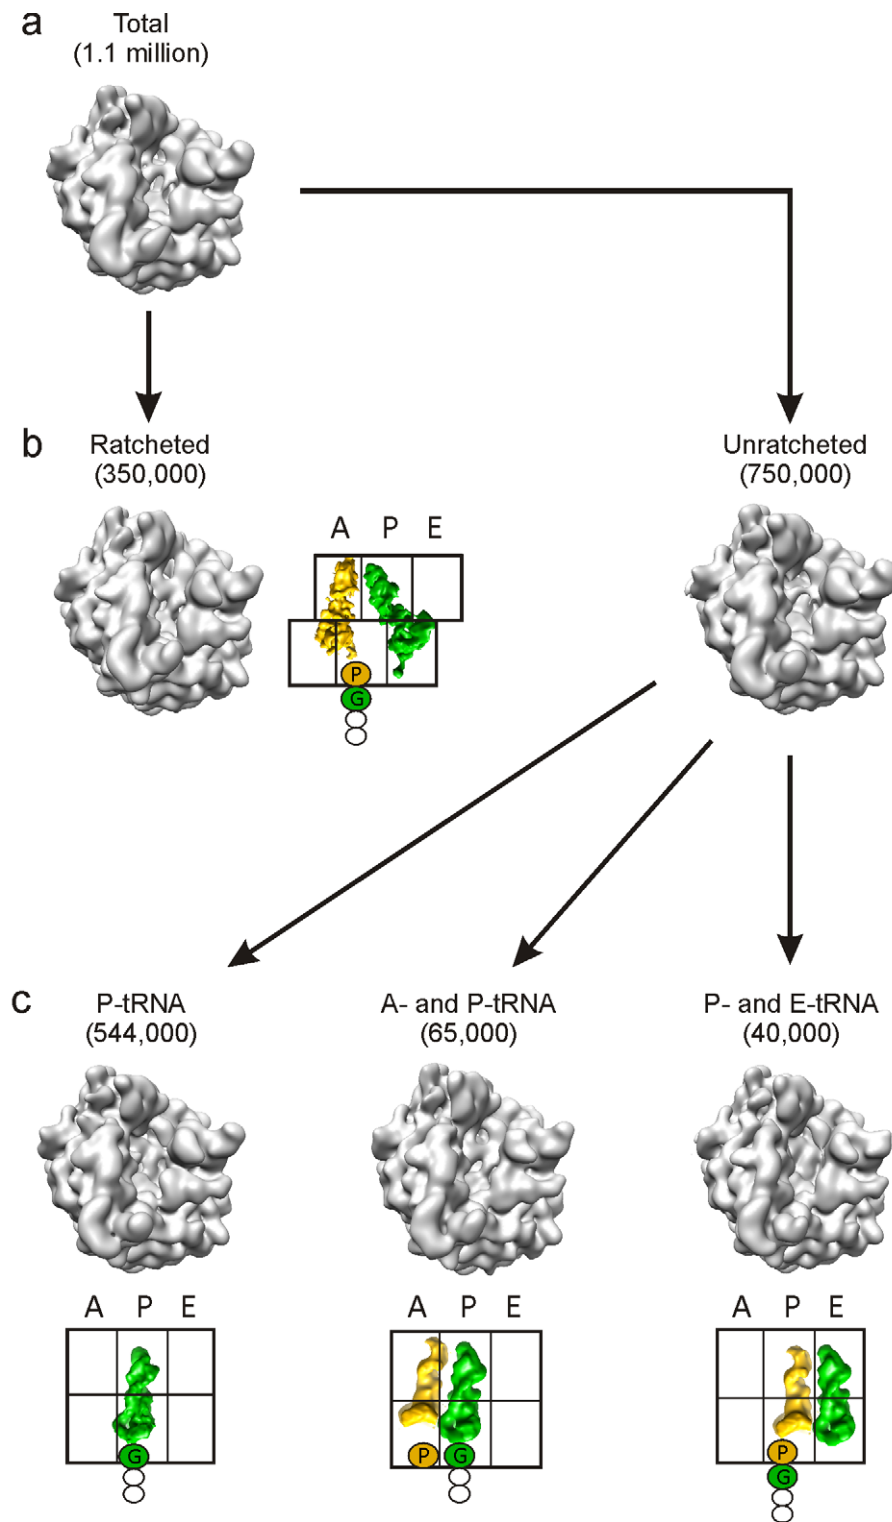 a
Total
(1.1 million)
b
Ratcheted
(350,000)
A P E
P
G
Unratcheted
(750,000)
c
P-tRNA
(544,000)
A- and P-tRNA
(65,000)
P- and E-tRNA
(40,000)
A P E
G
A P E
P G
A P E
P
G